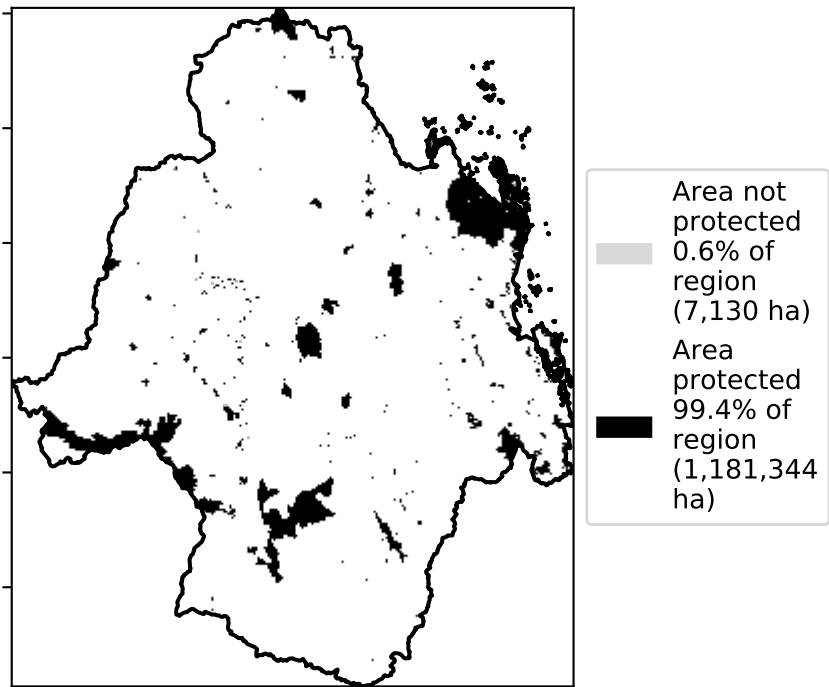 Area not
protected
0.6% of
region
(7,130 ha)
Area
protected
99.4% of
region
(1,181,344
ha)